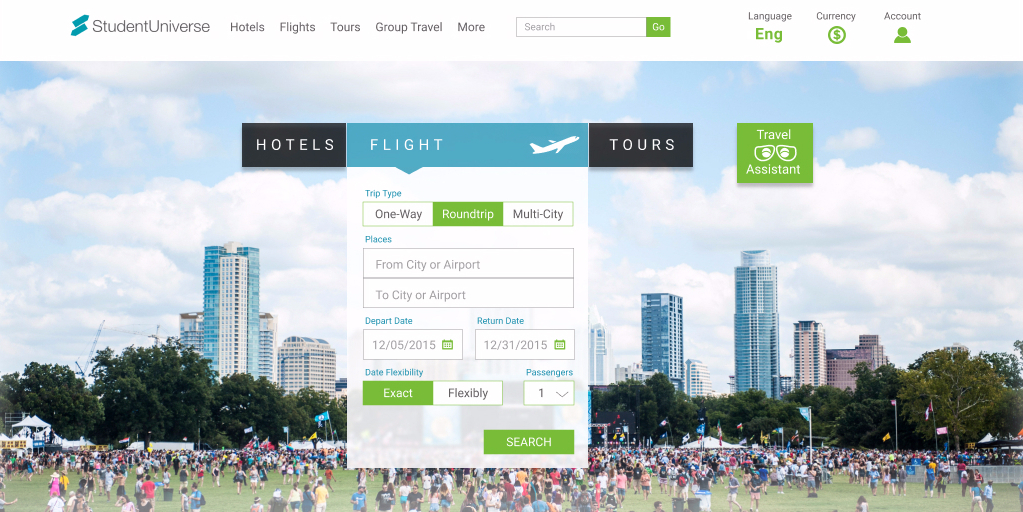 StudentUniverse
Hotels Flights Tours Group Travel More
Search Go
Language Currency Account
Eng $
HOTELS FLIGHT TOURS
Travel
Assistant
Trip Type
One-Way Roundtrip Multi-City
Places
From City or Airport
To City or Airport
Depart Date Return Date
12/05/2015 12/31/2015
Date Flexibility Passengers
Exact Flexibly 1
SEARCH